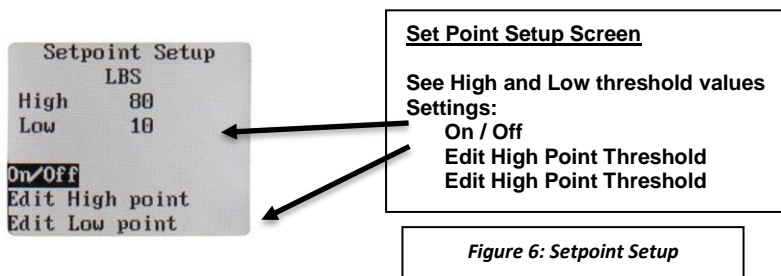 Setpoint Setup
LBS
High 80
Low 10
On/Off
Edit High point
Edit Low point
Set Point Setup Screen
See High and Low threshold values
Settings:
On / Off
Edit High Point Threshold
Edit High Point Threshold
Figure 6: Setpoint Setup